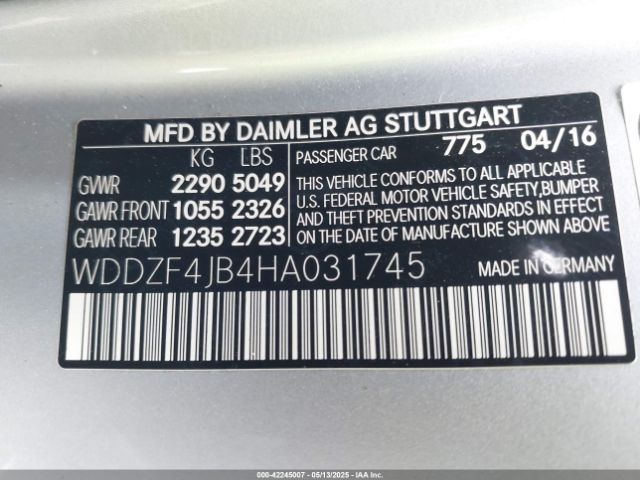 MFD BY DAIMLER AG STUTTGART
KG LBS
GVWR 2290 5049
GAWR FRONT 1055 2326
GAWR REAR 1235 2723
PASSENGER CAR 775 04/16
THIS VEHICLE CONFORMS TO ALL APPLICABLE
U.S. FEDERAL MOTOR VEHICLE SAFETY,BUMPER
AND THEFT PREVENTION STANDARDS IN EFFECT
ON THE DATE OF MANUFACTURE SHOWN ABOVE
WDDZF4JB4HA031745 MADE IN GERMANY
000-42245007 - 05/13/2025 - IAAI.COM